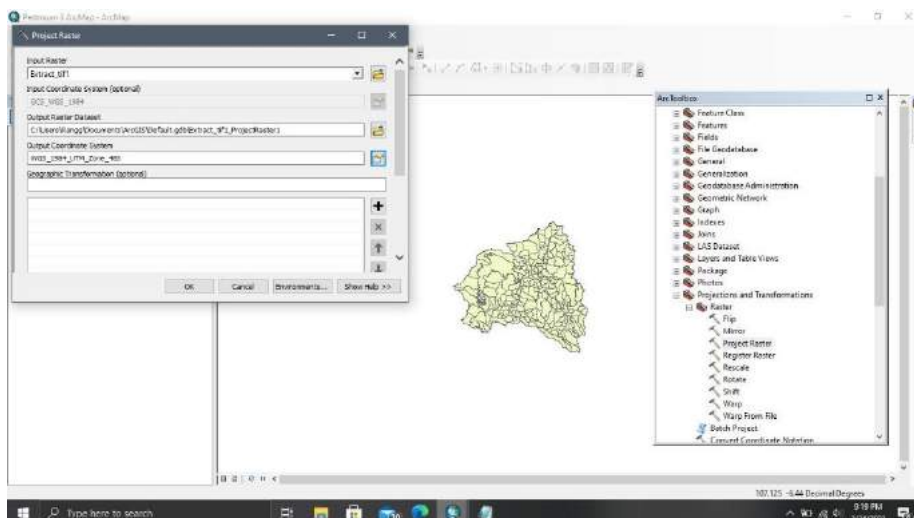 Project Raster
Input Raster
Extract_tif1
Input Coordinate System (optional)
GCS_WGS_1984
Output Raster Dataset
Output Coordinate System
Geographic Transformation (optional)
OK
Cancel
Environments...
Show Help >>
ArcToolbox
Feature Class
Features
Fields
File Geodatabase
General
Generalization
Geodatabase Administration
Geometric Network
Graph
Indexes
Joins
LAS Dataset
Layers and Table Views
Package
Photos
Projections and Transformations
Raster
Flip
Mirror
Project Raster
Register Raster
Rescale
Rotate
Shift
Warp
Warp From File
Batch Project
Convert Coordinate Notation
Decimal Degrees
Type here to search
9:19 PM